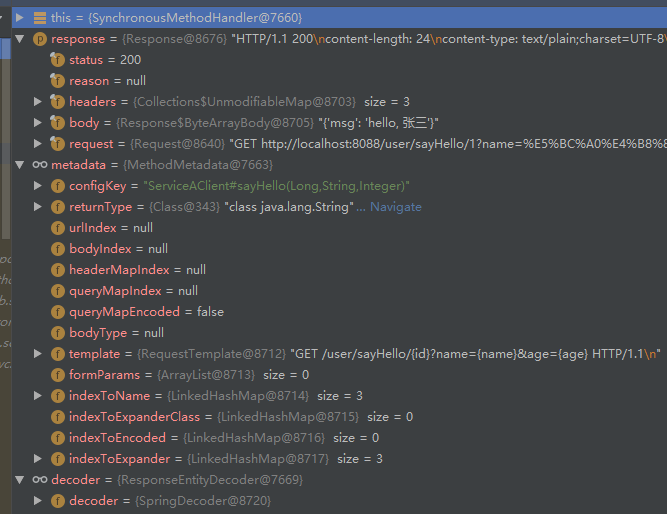 this = {SynchronousMethodHandler@7660}
response = {Response@8676} "HTTP/1.1 200\ncontent-length: 24\ncontent-type: text/plain;charset=UTF-8\
status = 200
reason = null
headers = {Collections$UnmodifiableMap@8703} size = 3
body = {Response$ByteArrayBody@8705} "{'msg': 'hello, 张三'}"
request = {Request@8640} "GET http://localhost:8088/user/sayHello/1?name=%E5%BC%A0%E4%B8%8
metadata = {MethodMetadata@7663}
configKey = "ServiceAClient#sayHello(Long,String,Integer)"
returnType = {Class@343} "class java.lang.String"... Navigate
urlIndex = null
bodyIndex = null
headerMapIndex = null
queryMapIndex = null
queryMapEncoded = false
bodyType = null
template = {RequestTemplate@8712} "GET /user/sayHello/{id}?name={name}&age={age} HTTP/1.1\n"
formParams = {ArrayList@8713} size = 0
indexToName = {LinkedHashMap@8714} size = 3
indexToExpanderClass = {LinkedHashMap@8715} size = 0
indexToEncoded = {LinkedHashMap@8716} size = 0
indexToExpander = {LinkedHashMap@8717} size = 3
decoder = {ResponseEntityDecoder@7669}
decoder = {SpringDecoder@8720}